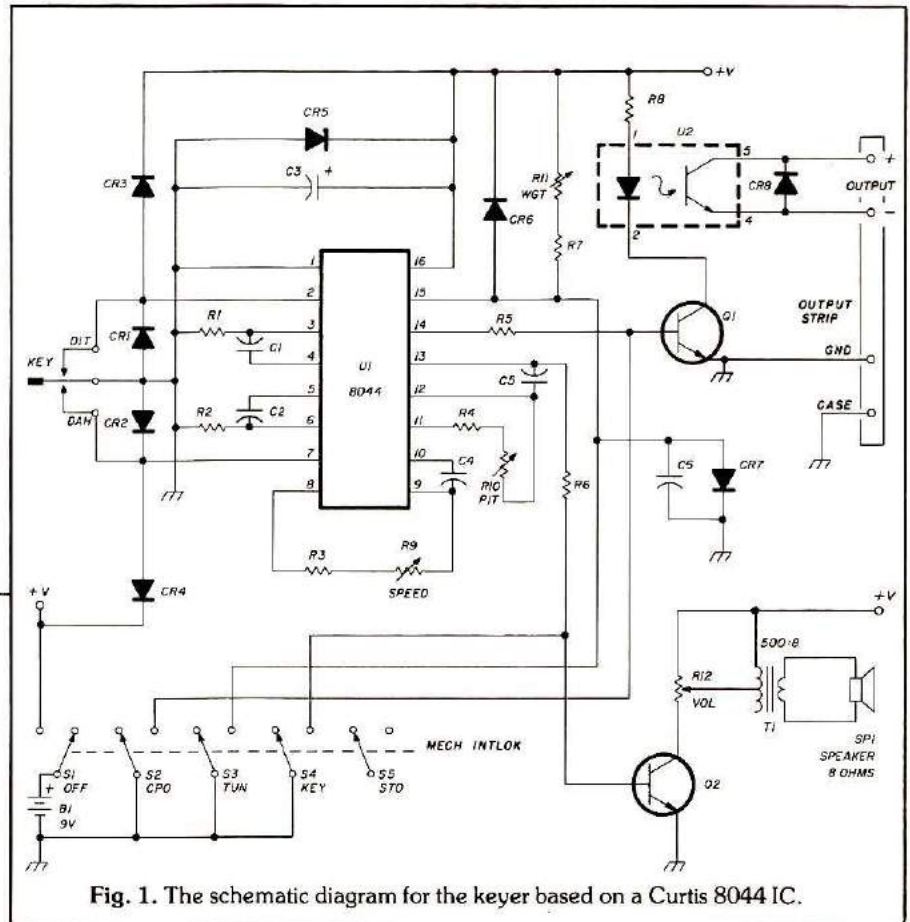 +V
R8
CR5
1
U2
5
+
CR3
C3 +
R11
WGT
CR8
OUTPUT
CR6
2
4
-
R7
1
16
2
15
Q1
DIT
CR1
R1
3
14
R5
OUTPUT
STRIP
C1
4
13
KEY
U1
8044
C5
GND
5
12
DAH
CR2
R2
C2
6
11
R4
CASE
7
10
C4
R10
PIT
R6
C5
CR7
8
9
R3
R9
SPEED
+V
CR4
+V
500:8
R12
VOL
T1
MECH INTLOK
SP1
SPEAKER
8 OHMS
S1
OFF
S2
CPO
S3
TUN
S4
KEY
S5
STO
+
B1
9V
Q2
Fig. 1. The schematic diagram for the keyer based on a Curtis 8044 IC.